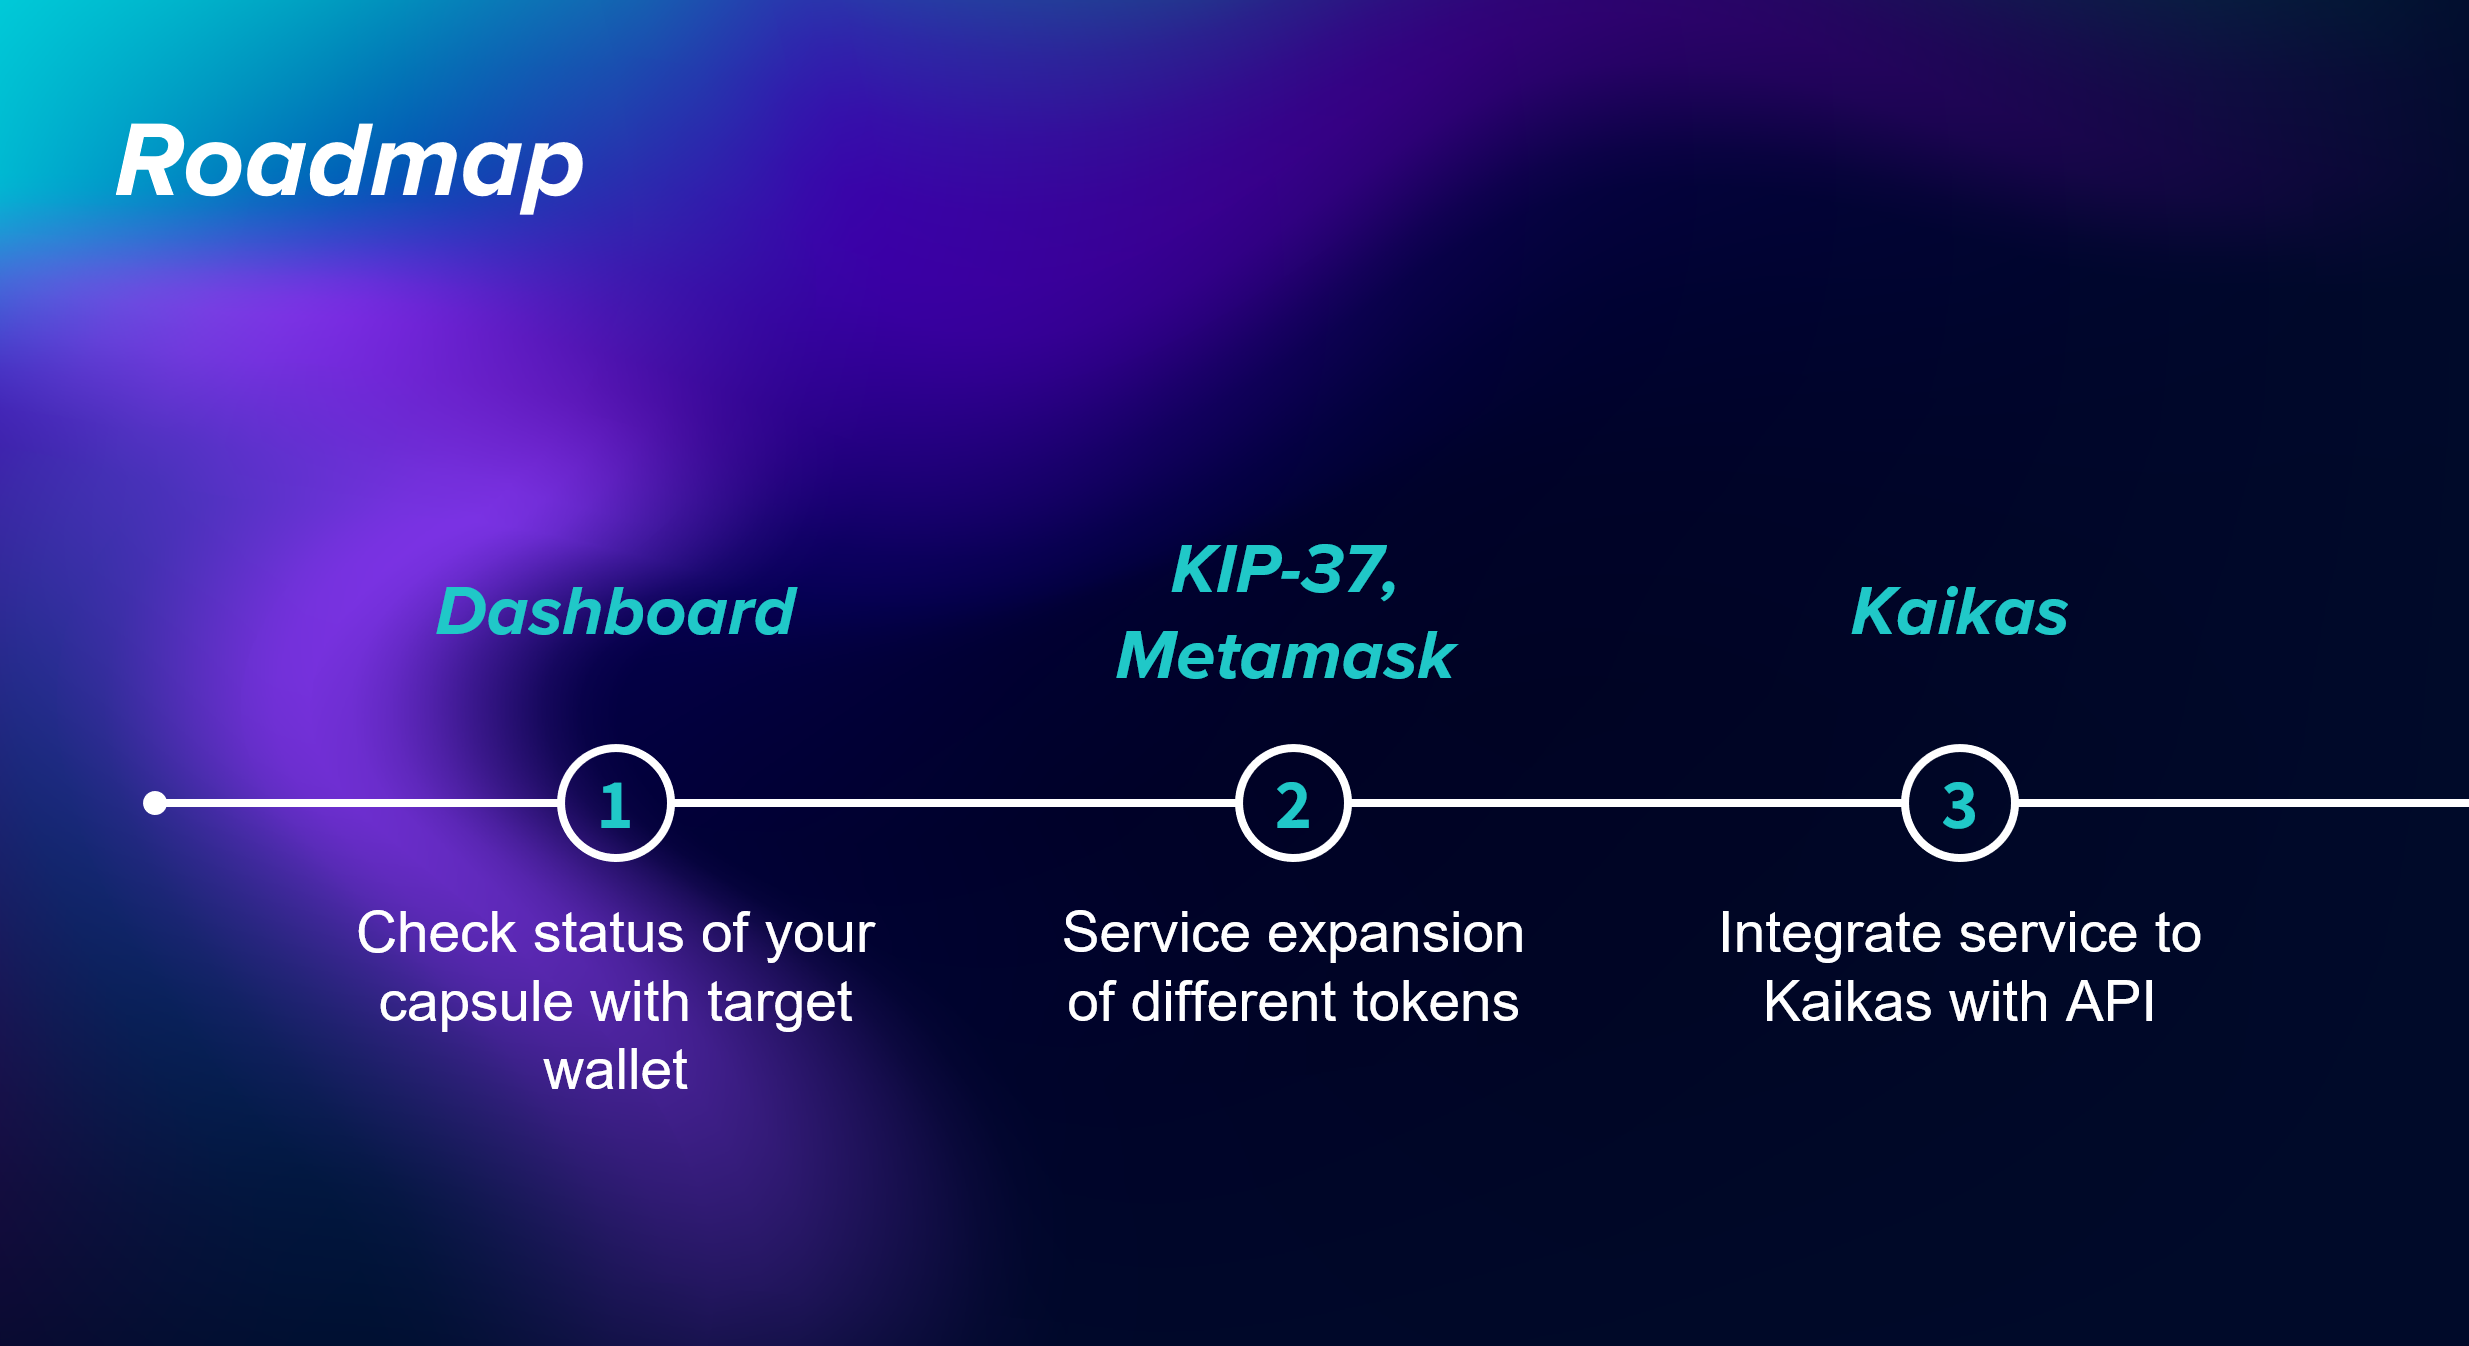 Roadmap
Dashboard
1
Check status of your
capsule with target
wallet
KIP-37,
Metamask
2
Service expansion
of different tokens
Kaikas
3
Integrate service to
Kaikas with API